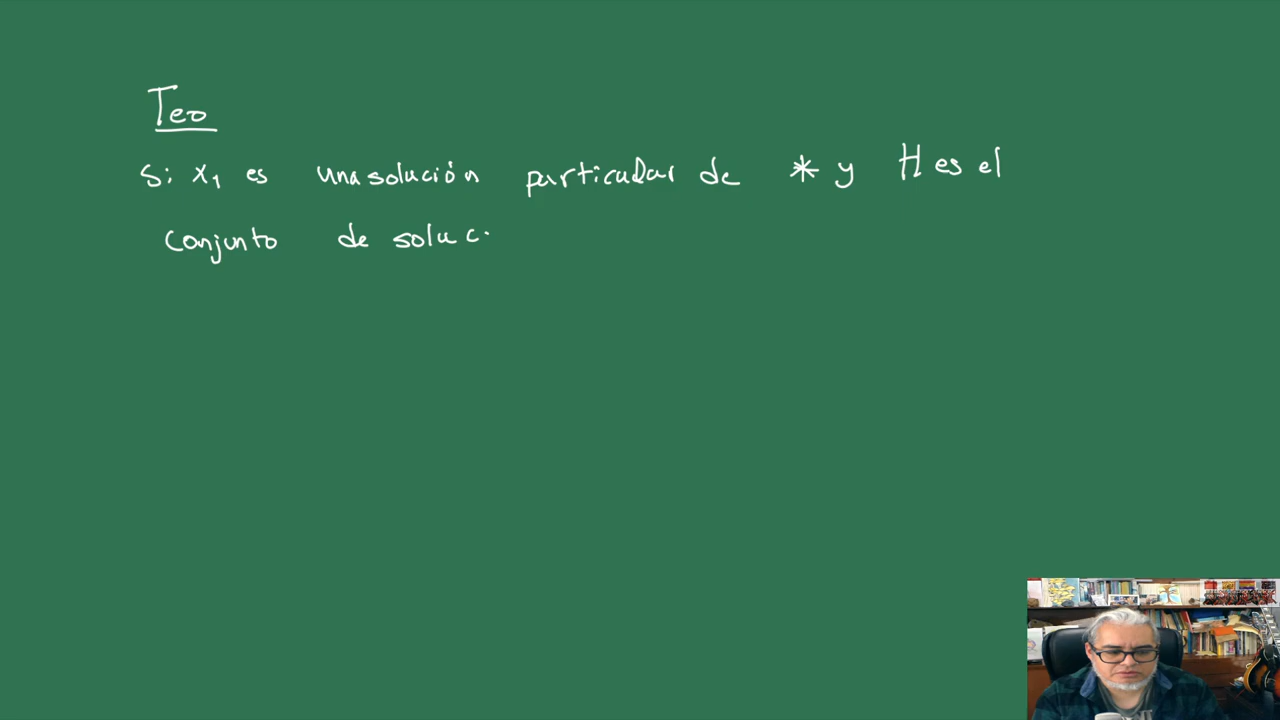 Teo
Si x₁ es una solución particular de * y H es el
conjunto de soluc